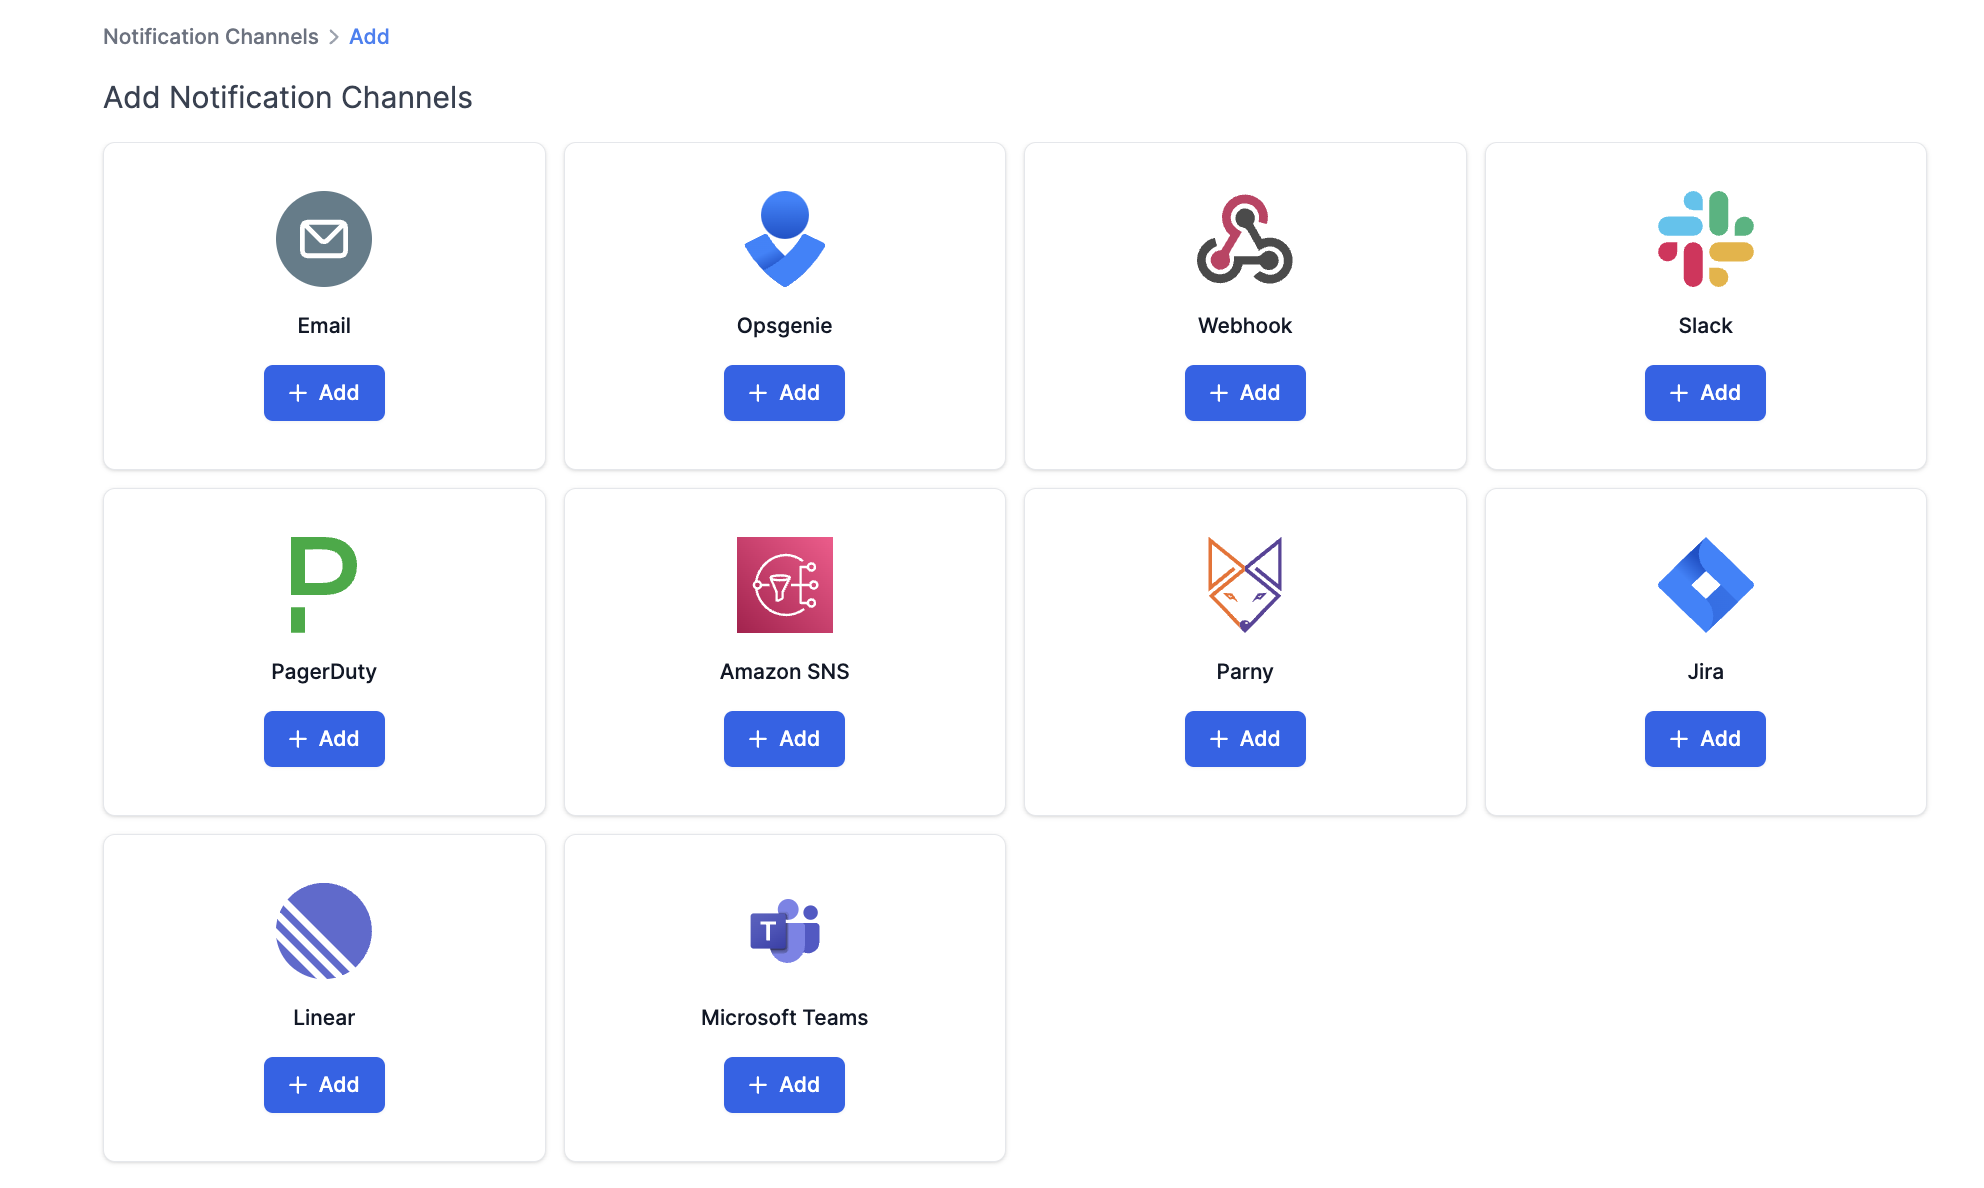 Notification Channels > Add
Add Notification Channels
Email
Opsgenie
Webhook
Slack
+ Add
+ Add
+ Add
+ Add
PagerDuty
Amazon SNS
Parny
Jira
+ Add
+ Add
+ Add
+ Add
T
Linear
Microsoft Teams
+ Add
+ Add